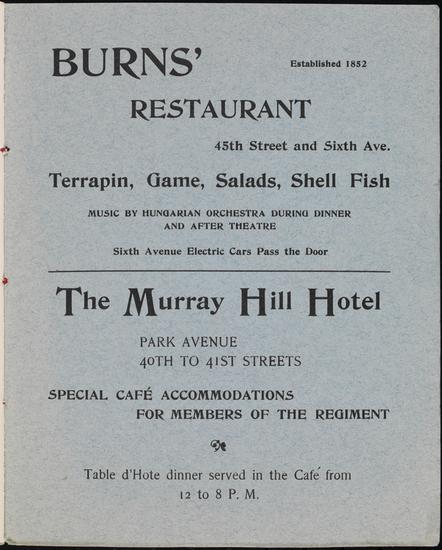 BURNS'
Established 1852
RESTAURANT
45th Street and Sixth Ave.
Terrapin, Game, Salads, Shell Fish
MUSIC BY HUNGARIAN ORCHESTRA DURING DINNER
AND AFTER THEATRE
Sixth Avenue Electric Cars Pass the Door
The Murray Hill Hotel
PARK AVENUE
40TH TO 41ST STREETS
SPECIAL CAFÉ ACCOMMODATIONS
FOR MEMBERS OF THE REGIMENT
Table d'Hote dinner served in the Café from
12 to 8 P. M.